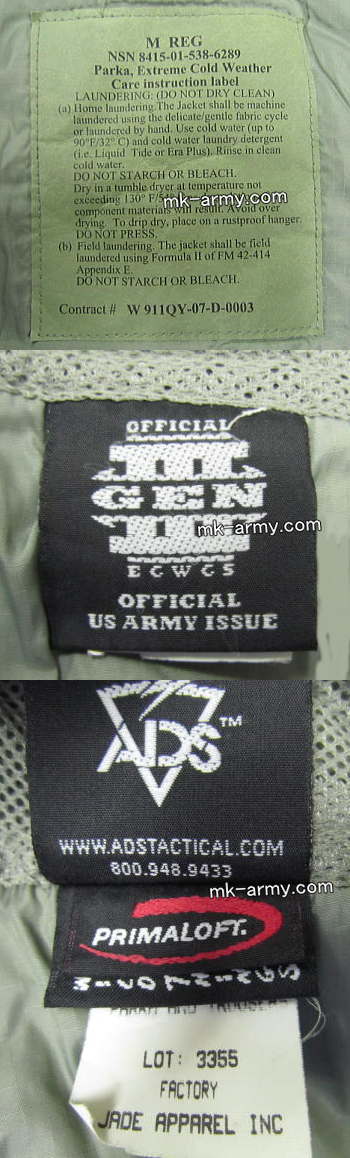 M REG
NSN 8415-01-538-6289
Parka, Extreme Cold Weather
Care instruction label
LAUNDERING: (DO NOT DRY CLEAN)
(a) Home laundering.The Jacket shall be machine
laundered using the delicate/gentle fabric cycle
or laundered by hand. Use cold water (up to
90°F/32° C) and cold water laundry detergent
(i.e. Liquid Tide or Era Plus). Rinse in clean
cold water.
DO NOT STARCH OR BLEACH.
Dry in a tumble dryer at temperature not
exceeding 130° F/54
mk-army.com/
component materials will result. Avoid over
drying. To drip dry, place on a rustproof hanger.
DO NOT PRESS.
(b) Field laundering. The jacket shall be field
laundered using Formula II of FM 42-414
Appendix E.
DO NOT STARCH OR BLEACH.
Contract # W 911QY-07-D-0003
OFFICIAL
III
GEN
III
mk-army.com/
ECWCS
OFFICIAL
US ARMY ISSUE
ADS™
WWW.ADSTACTICAL.COM
800.948.9433
mk-army.com/
PRIMALOFT.
PARKA AND TROUSERS
LOT: 3355
FACTORY
JADE APPAREL INC